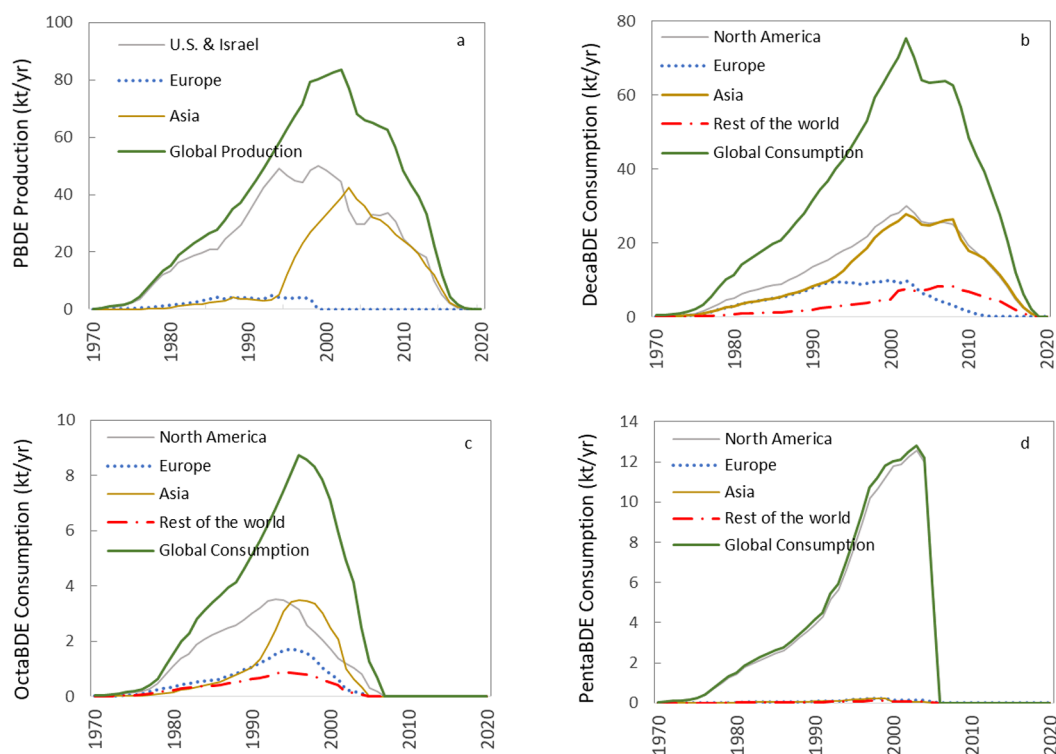 PBDE Production (kt/yr)
100
80
60
40
20
0
U.S. & Israel
Europe
Asia
Global Production
a
1970
1980
1990
2000
2010
2020
DecaBDE Consumption (kt/yr)
80
60
40
20
0
North America
Europe
Asia
Rest of the world
Global Consumption
b
1970
1980
1990
2000
2010
2020
OctaBDE Consumption (kt/yr)
10
8
6
4
2
0
North America
Europe
Asia
Rest of the world
Global Consumption
c
1970
1980
1990
2000
2010
2020
PentaBDE Consumption (kt/yr)
14
12
10
8
6
4
2
0
North America
Europe
Asia
Rest of the world
Global Consumption
d
1970
1980
1990
2000
2010
2020